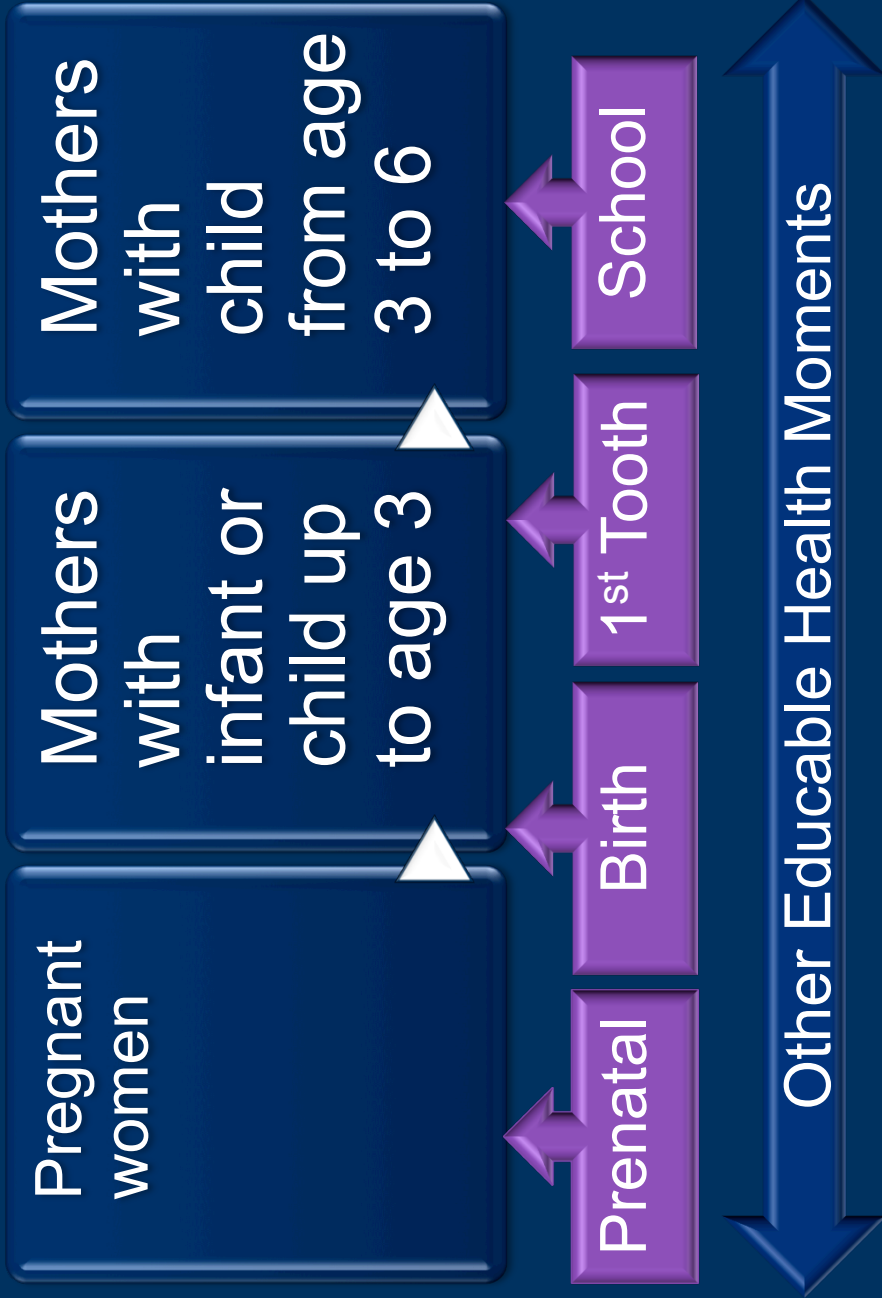 Pregnant
women
Mothers
with
infant or
child up
to age 3
Mothers
with
child
from age
3 to 6
Prenatal
Birth
1st Tooth
School
Other Educable Health Moments